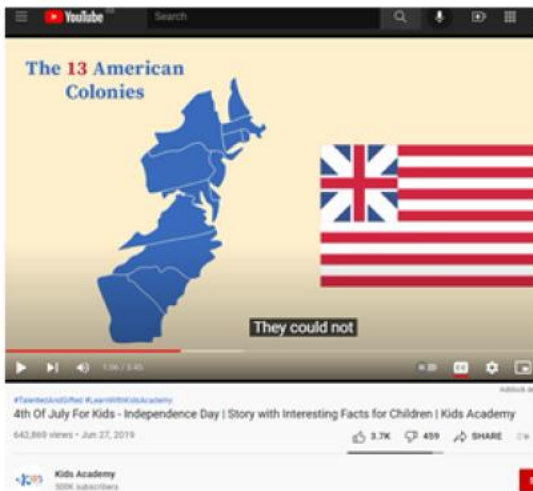 YouTube
Search
The 13 American
Colonies
They could not
1:06 / 3:45
#TalentedAndGifted #LearnWithKidsAcademy
4th Of July For Kids - Independence Day | Story with Interesting Facts for Children | Kids Academy
642,869 views • Jun 27, 2019
3.7K
459
SHARE
Kids Academy
500K subscribers